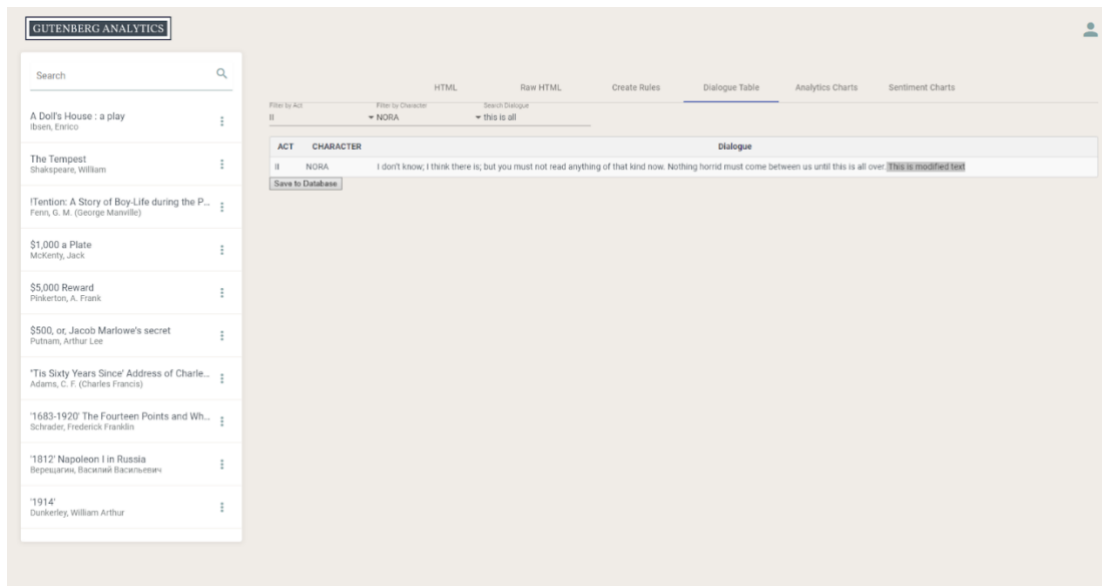 GUTENBERG ANALYTICS
Search
A Doll's House : a play
Ibsen, Enrico
The Tempest
Shakspeare, William
!Tention: A Story of Boy-Life during the P...
Fenn, G. M. (George Manville)
$1,000 a Plate
McKenty, Jack
$5,000 Reward
Pinkerton, A. Frank
$500, or, Jacob Marlowe's secret
Putnam, Arthur Lee
"Tis Sixty Years Since' Address of Charle...
Adams, C. F. (Charles Francis)
'1683-1920' The Fourteen Points and Wh...
Schrader, Frederick Franklin
'1812' Napoleon I in Russia
Верещагин, Василий Васильевич
'1914'
Dunkerley, William Arthur
HTML Raw HTML Create Rules Dialogue Table Analytics Charts Sentiment Charts
Filter by Act Filter by Character Search Dialogue
II NORA this is all
ACT CHARACTER Dialogue
II NORA I don't know; I think there is; but you must not read anything of that kind now. Nothing horrid must come between us until this is all over. This is modified text
Save to Database